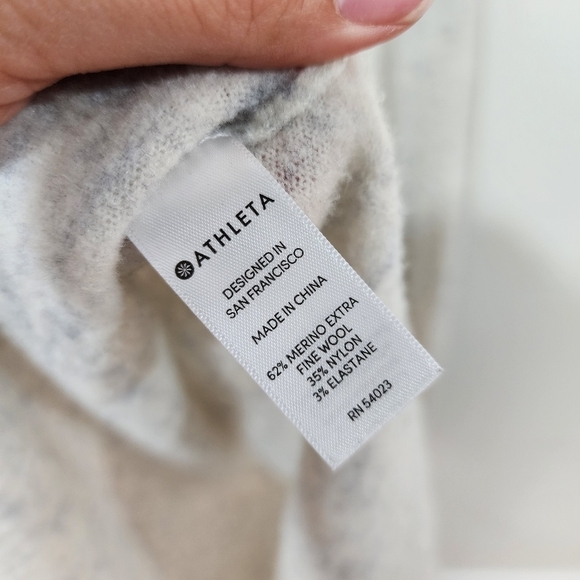 ATHLETA
DESIGNED IN
SAN FRANCISCO
MADE IN CHINA
62% MERINO EXTRA
FINE WOOL
35% NYLON
3% ELASTANE
RN 54023